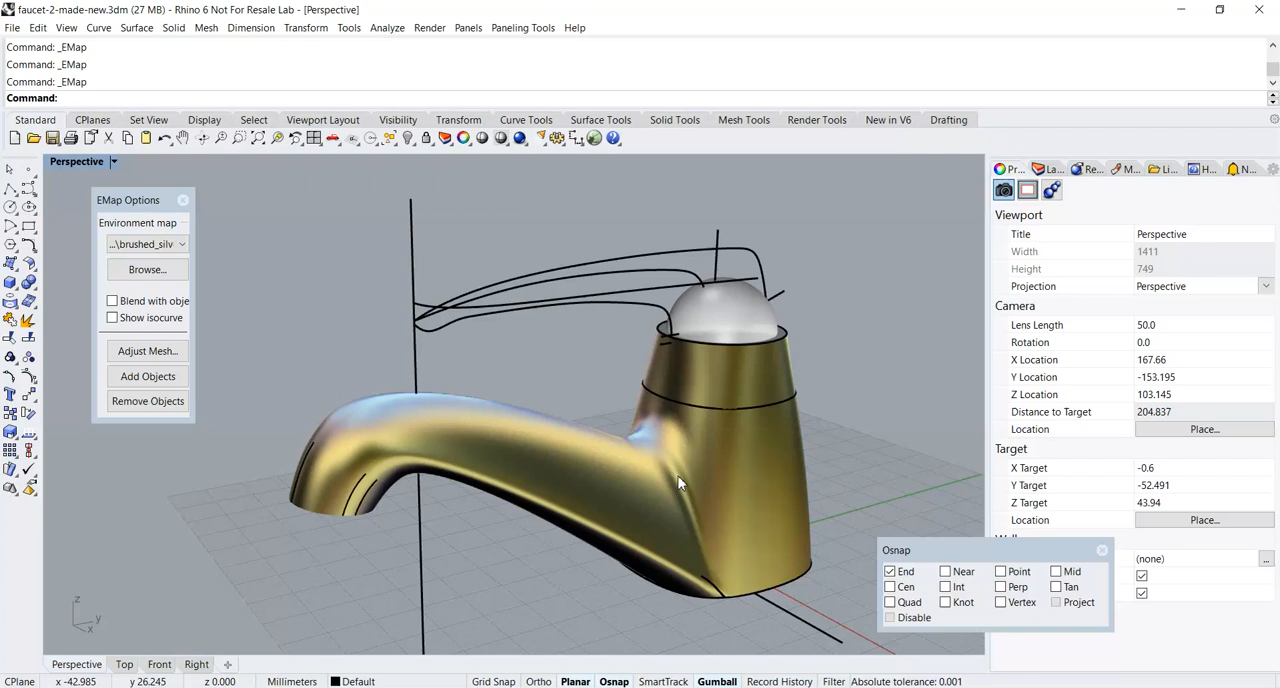 faucet-2-made-new.3dm (27 MB) - Rhino 6 Not For Resale Lab - [Perspective]
File Edit View Curve Surface Solid Mesh Dimension Transform Tools Analyze Render Panels Paneling Tools Help
Command: _EMap
Command: _EMap
Command: _EMap
Command:
Standard CPlanes Set View Display Select Viewport Layout Visibility Transform Curve Tools Surface Tools Solid Tools Mesh Tools Render Tools New in V6 Drafting
Perspective
Pr... La... Re... M... Li... H... N...
EMap Options
Environment map
...\brushed_silv
Browse...
Blend with obje
Show isocurve
Adjust Mesh...
Add Objects
Remove Objects
Viewport
Title Perspective
Width 1411
Height 749
Projection Perspective
Camera
Lens Length 50.0
Rotation 0.0
X Location 167.66
Y Location -153.195
Z Location 103.145
Distance to Target 204.837
Location Place...
Target
X Target -0.6
Y Target -52.491
Z Target 43.94
Location Place...
(none) ...
Osnap
End Near Point Mid
Cen Int Perp Tan
Quad Knot Vertex Project
Disable
z
y
x
Perspective Top Front Right
CPlane x -42.985 y 26.245 z 0.000 Millimeters Default Grid Snap Ortho Planar Osnap SmartTrack Gumball Record History Filter Absolute tolerance: 0.001